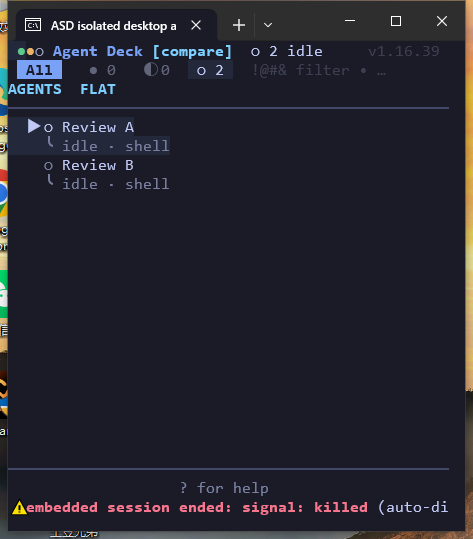 ASD isolated desktop a
Agent Deck [compare] ○ 2 idle v1.16.39
All ● 0 ◐0 ○ 2 !@#& filter • …
AGENTS FLAT
▶○ Review A
╰ idle · shell
○ Review B
╰ idle · shell
? for help
⚠embedded session ended: signal: killed (auto-di